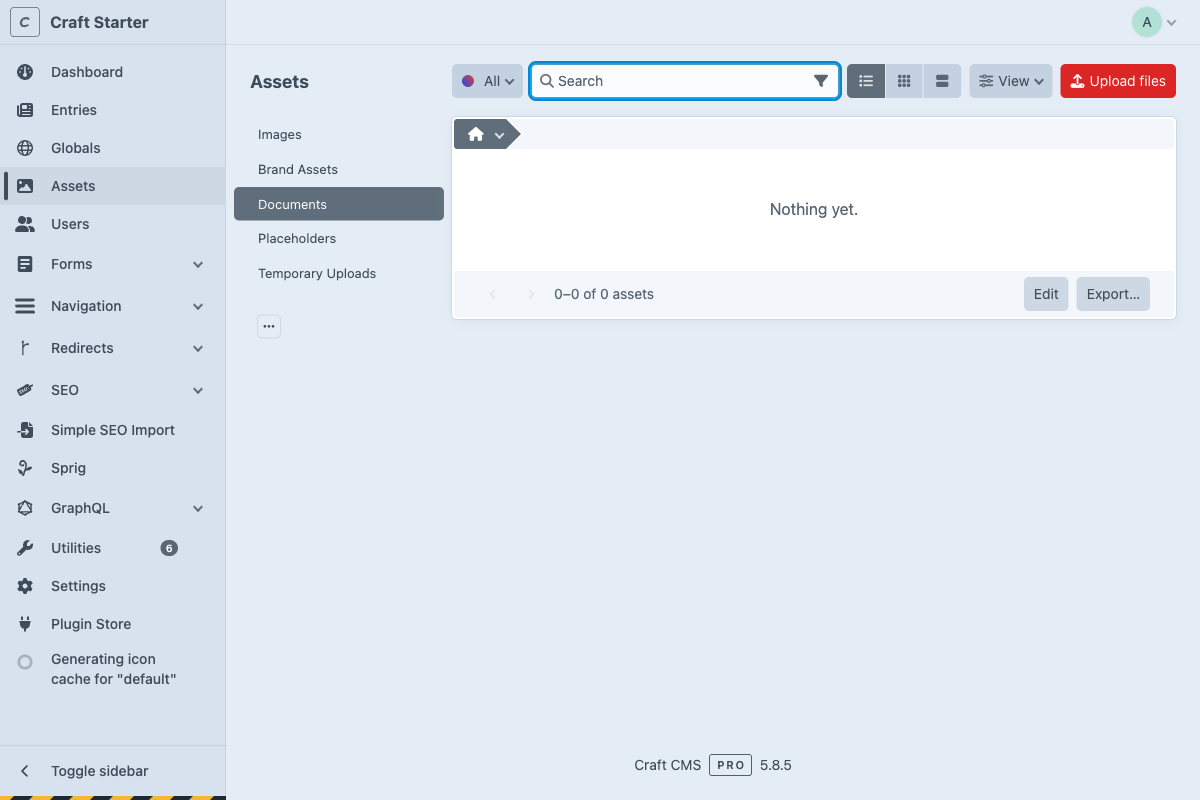 C Craft Starter
A
Dashboard
Entries
Globals
Assets
Users
Forms
Navigation
Redirects
SEO
Simple SEO Import
Sprig
GraphQL
Utilities 6
Settings
Plugin Store
Generating icon
cache for "default"
Toggle sidebar
Assets
All
Search
View
Upload files
Images
Brand Assets
Documents
Placeholders
Temporary Uploads
Nothing yet.
0–0 of 0 assets
Edit
Export…
Craft CMS PRO 5.8.5